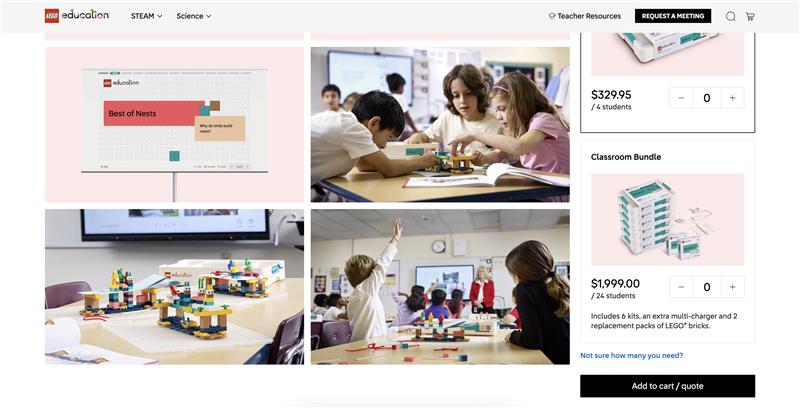 LEGO education
STEAM
Science
Teacher Resources
REQUEST A MEETING
LEGO education
Best of Nests
Why do birds build
nests?
$329.95
/ 4 students
0
Classroom Bundle
$1,999.00
/ 24 students
0
Includes 6 kits, an extra multi-charger and 2
replacement packs of LEGO® bricks.
Not sure how many you need?
Add to cart / quote
LEGO education